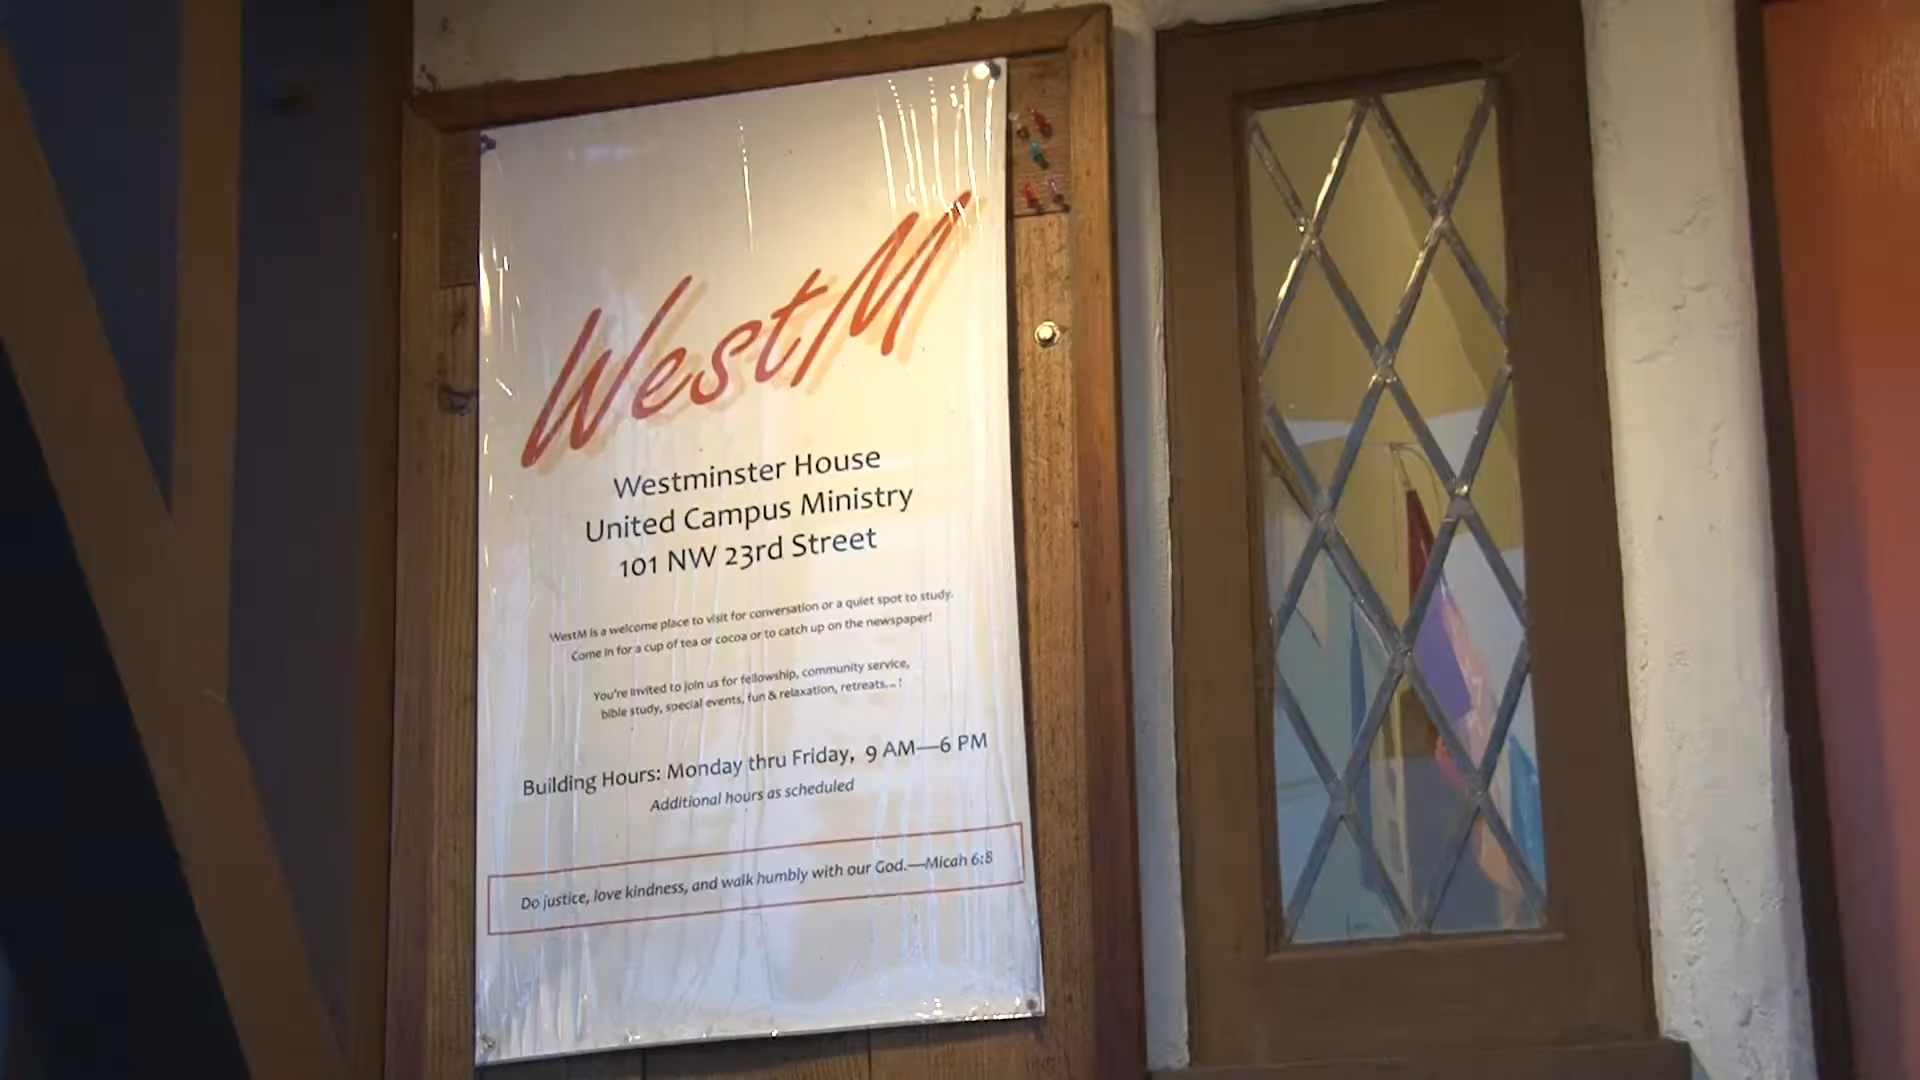 WestM
Westminster House
United Campus Ministry
101 NW 23rd Street
WestM is a welcome place to visit for conversation or a quiet spot to study.
Come in for a cup of tea or cocoa or to catch up on the newspaper!
You're invited to join us for fellowship, community service,
bible study, special events, fun & relaxation, retreats...!
Building Hours: Monday thru Friday, 9 AM—6 PM
Additional hours as scheduled
Do justice, love kindness, and walk humbly with our God.—Micah 6:8